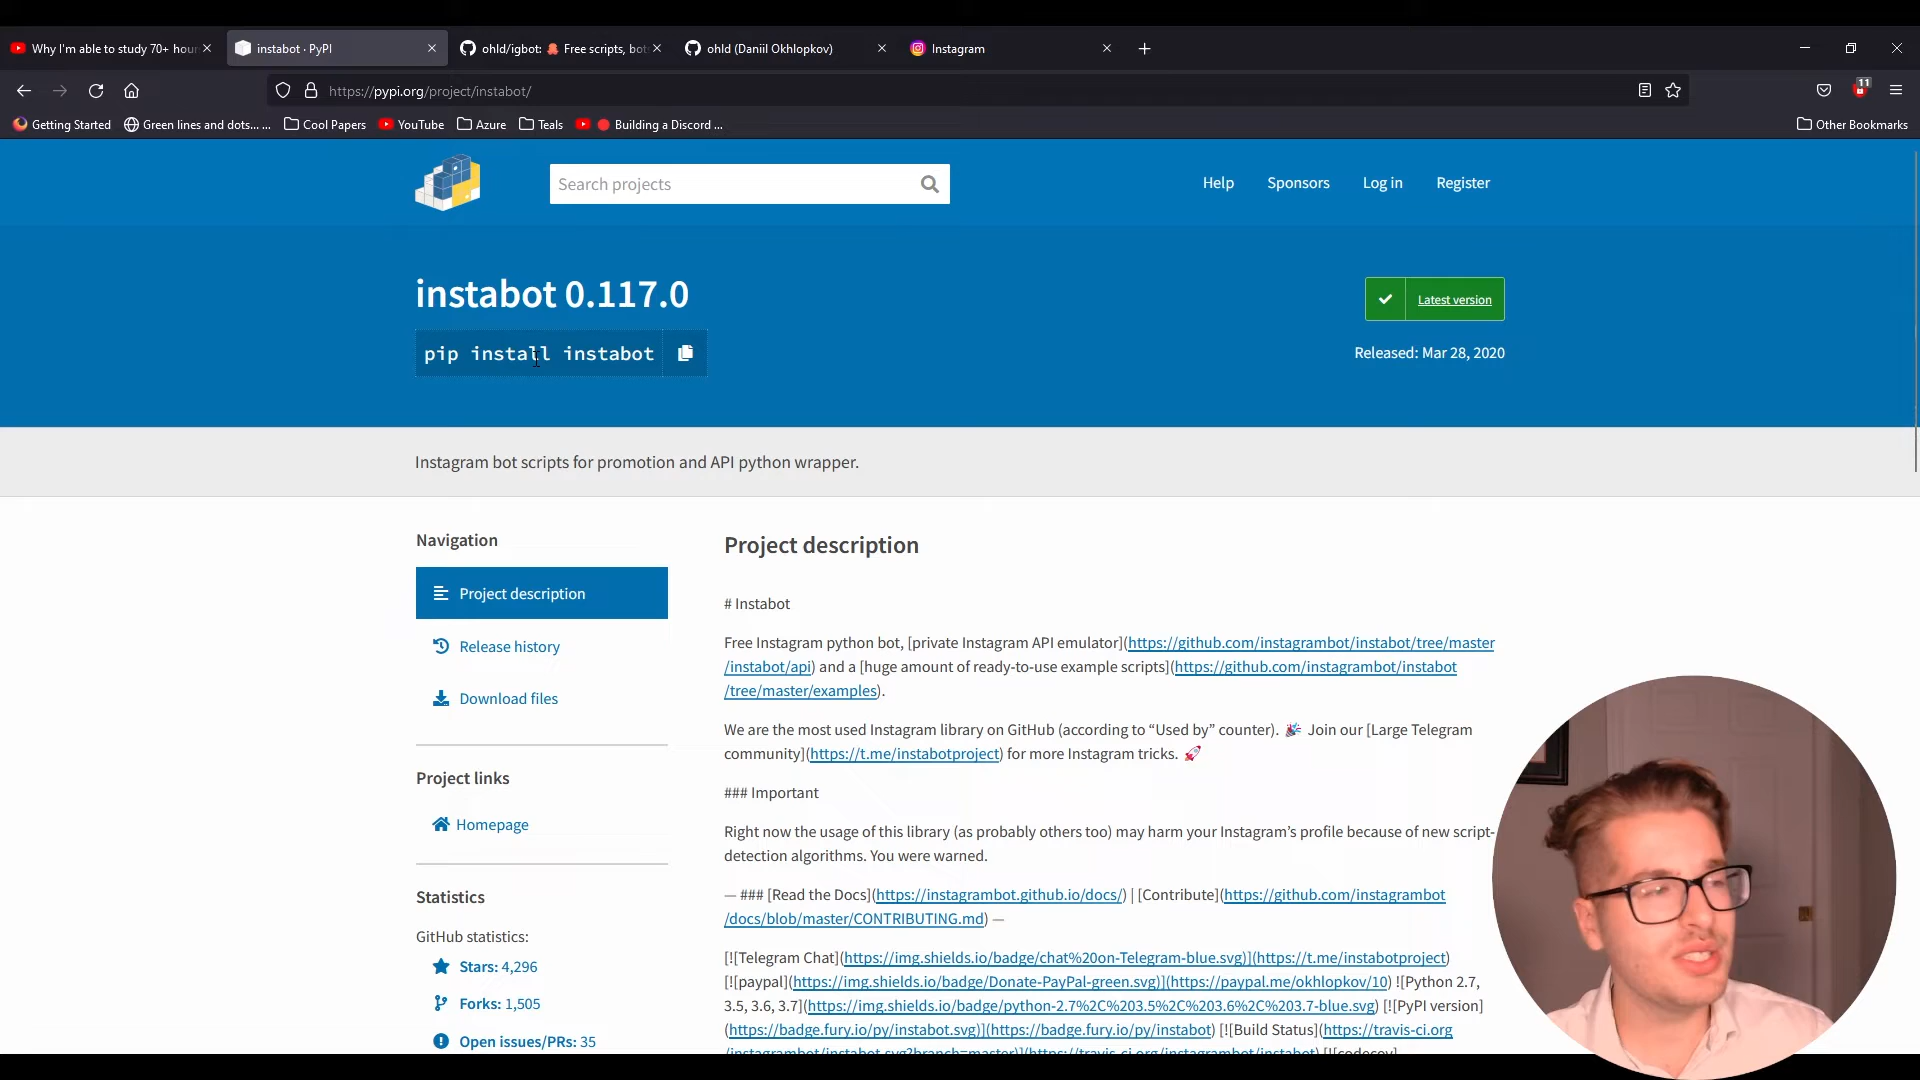 Why I'm able to study 70+ hour
instabot · PyPI
ohld/igbot: 🐙 Free scripts, bot
ohld (Daniil Okhlopkov)
Instagram
https://pypi.org/project/instabot/
11
Getting Started
Green lines and dots... ...
Cool Papers
YouTube
Azure
Teals
Building a Discord ...
Other Bookmarks
Search projects
Help
Sponsors
Log in
Register
instabot 0.117.0
pip install instabot
Latest version
Released: Mar 28, 2020
Instagram bot scripts for promotion and API python wrapper.
Navigation
Project description
Release history
Download files
Project links
Homepage
Statistics
GitHub statistics:
Stars: 4,296
Forks: 1,505
Open issues/PRs: 35
Project description
# Instabot
Free Instagram python bot, [private Instagram API emulator](https://github.com/instagrambot/instabot/tree/master
/instabot/api) and a [huge amount of ready-to-use example scripts](https://github.com/instagrambot/instabot
/tree/master/examples).
We are the most used Instagram library on GitHub (according to “Used by” counter). 🎉 Join our [Large Telegram
community](https://t.me/instabotproject) for more Instagram tricks. 🚀
### Important
Right now the usage of this library (as probably others too) may harm your Instagram’s profile because of new script-
detection algorithms. You were warned.
— ### [Read the Docs](https://instagrambot.github.io/docs/) | [Contribute](https://github.com/instagrambot
/docs/blob/master/CONTRIBUTING.md) —
[![Telegram Chat](https://img.shields.io/badge/chat%20on-Telegram-blue.svg)](https://t.me/instabotproject)
[![paypal](https://img.shields.io/badge/Donate-PayPal-green.svg)](https://paypal.me/okhlopkov/10) ![Python 2.7,
3.5, 3.6, 3.7](https://img.shields.io/badge/python-2.7%2C%203.5%2C%203.6%2C%203.7-blue.svg) [![PyPI version]
(https://badge.fury.io/py/instabot.svg)](https://badge.fury.io/py/instabot) [![Build Status](https://travis-ci.org
/instagrambot/instabot.svg?branch=master)](https://travis-ci.org/instagrambot/instabot) [![codecov]